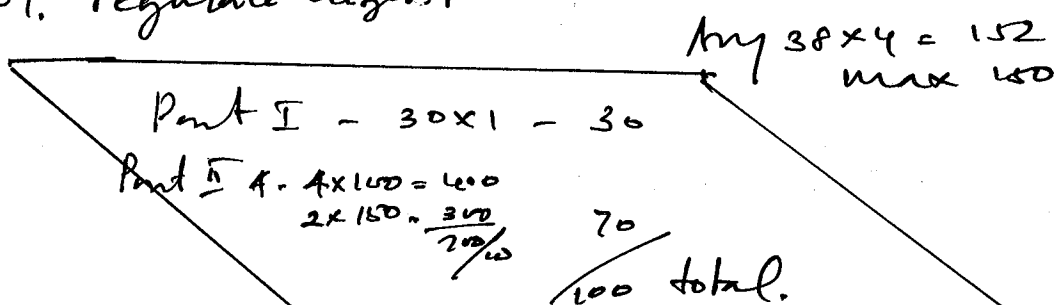 Any 38×4 = 152
max 150
Part I - 30×1 - 30
Part II A. 4×100 = 400
2×150 = 300
700/10 70
100 total.